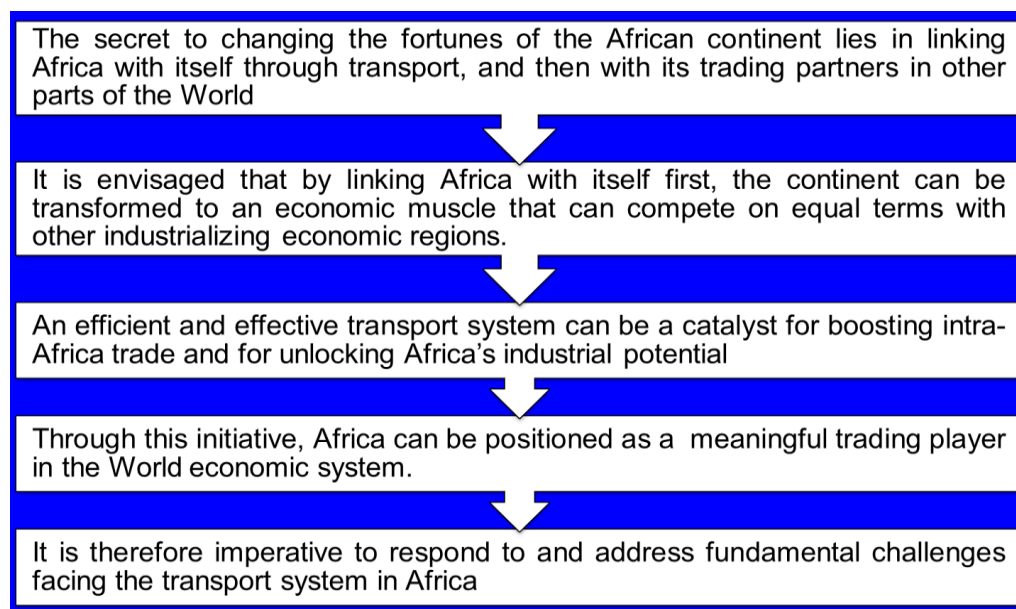 The secret to changing the fortunes of the African continent lies in linking
Africa with itself through transport, and then with its trading partners in other
parts of the World
It is envisaged that by linking Africa with itself first, the continent can be
transformed to an economic muscle that can compete on equal terms with
other industrializing economic regions.
An efficient and effective transport system can be a catalyst for boosting intra-
Africa trade and for unlocking Africa’s industrial potential
Through this initiative, Africa can be positioned as a meaningful trading player
in the World economic system.
It is therefore imperative to respond to and address fundamental challenges
facing the transport system in Africa